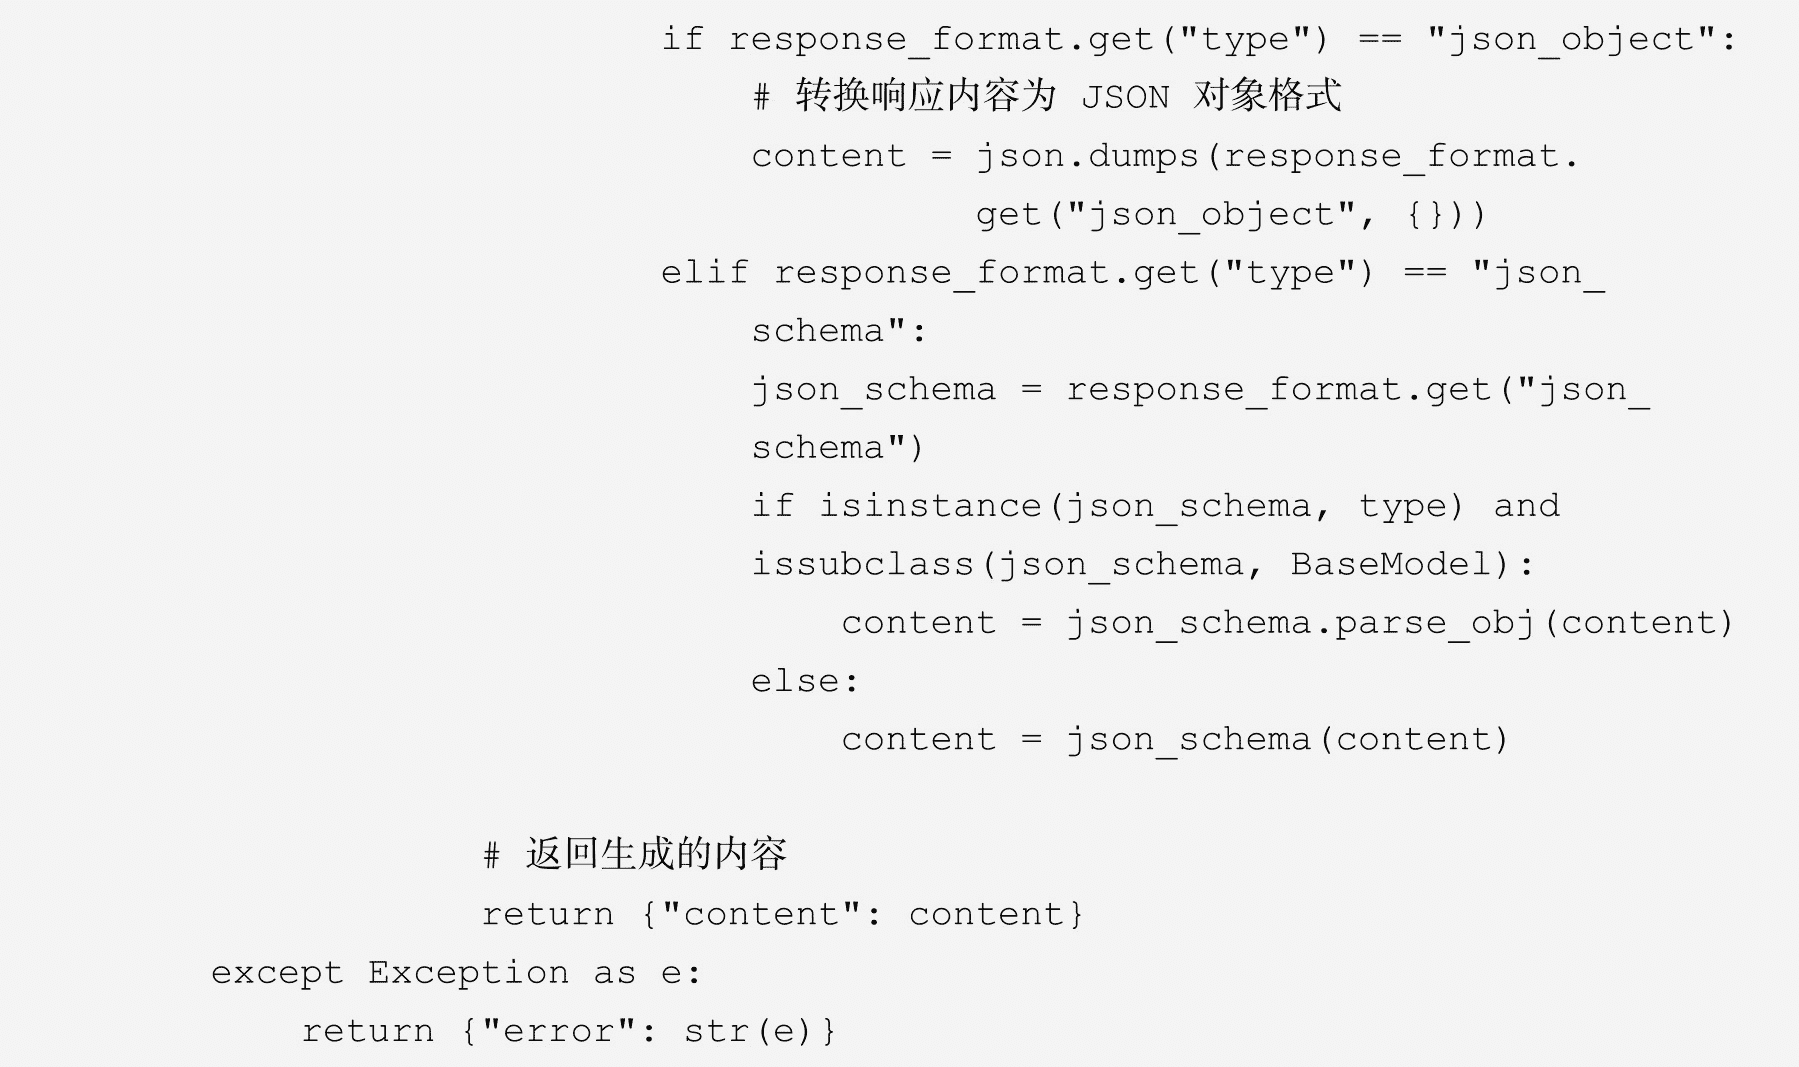 if response_format.get("type") == "json_object":
# 转换响应内容为 JSON 对象格式
content = json.dumps(response_format.
get("json_object", {}))
elif response_format.get("type") == "json_
schema":
json_schema = response_format.get("json_
schema")
if isinstance(json_schema, type) and
issubclass(json_schema, BaseModel):
content = json_schema.parse_obj(content)
else:
content = json_schema(content)
# 返回生成的内容
return {"content": content}
except Exception as e:
return {"error": str(e)}